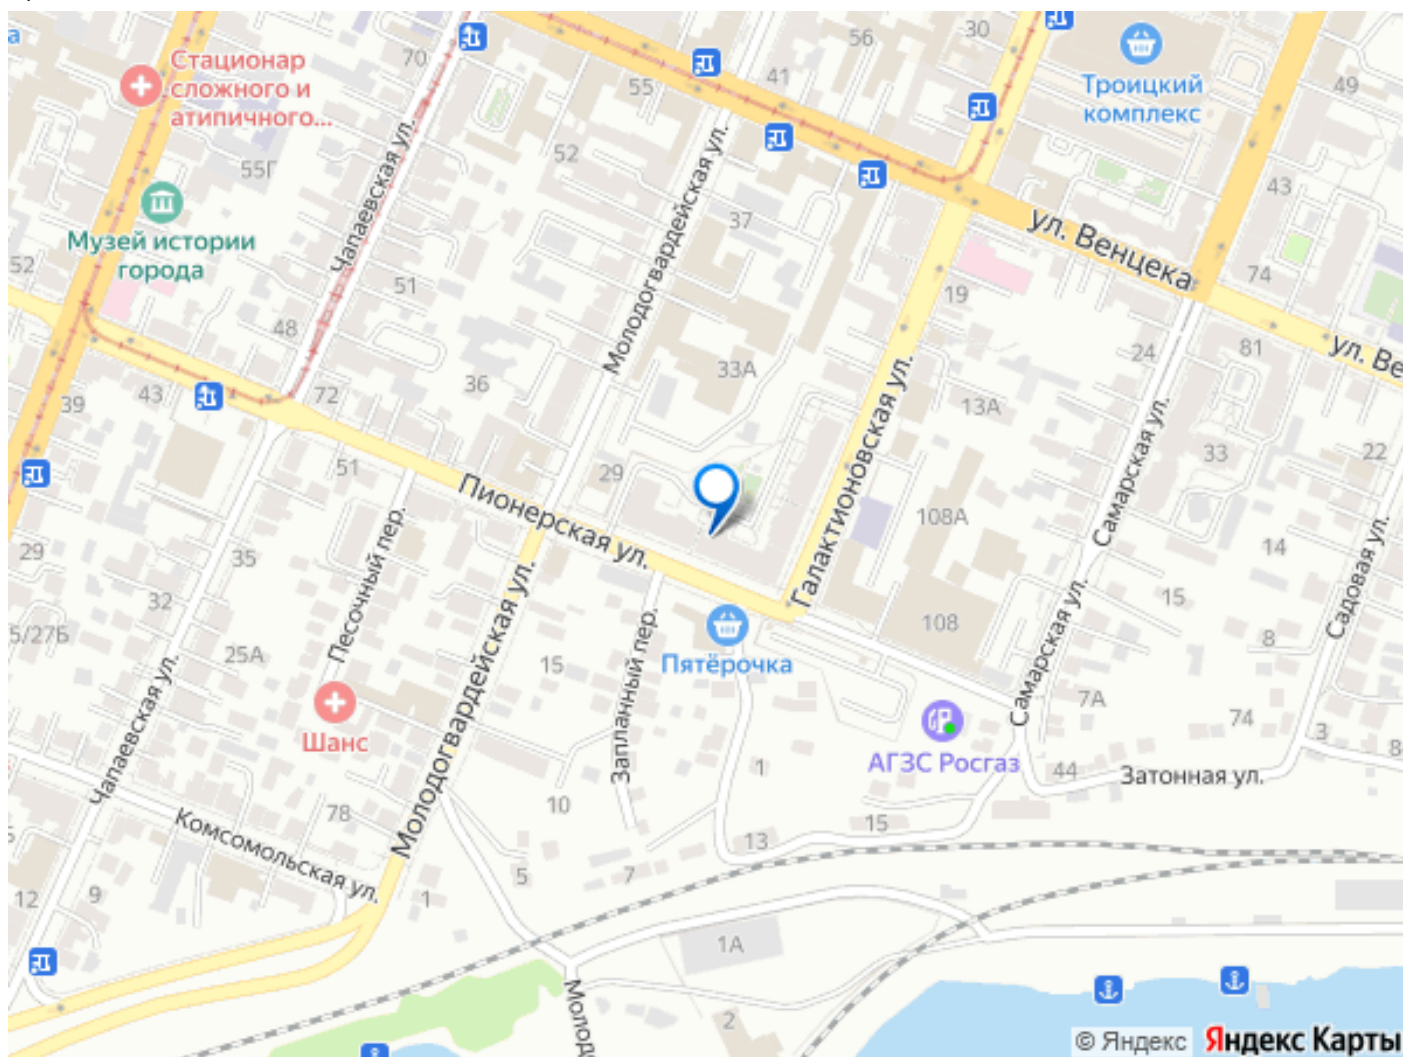 а
Стационар
сложного и
атипичного...
70
56
30
Троицкий
комплекс
49
55
41
Чапаевская ул.
52
55Г
Молодогвардейская ул.
37
43
Музей истории
города
ул. Венцека
52
51
19
74
48
24
81
ул. Ве
33А
36
72
43
39
13А
Галактионовская ул.
Самарская ул.
33
22
51
29
Пионерская ул.
108А
Песочный пер.
29
35
14
Садовая ул.
32
15
5/27Б
25А
15
Запланный пер.
Пятёрочка
108
8
Самарская ул.
7А
74
3
8
Молодогвардейская ул.
Шанс
АГЗС Росгаз
1
44
Затонная ул.
Чапаевская ул.
78
10
13
15
Комсомольская ул.
5
7
12
9
1
1А
Молод
2
© Яндекс Яндекс Карты